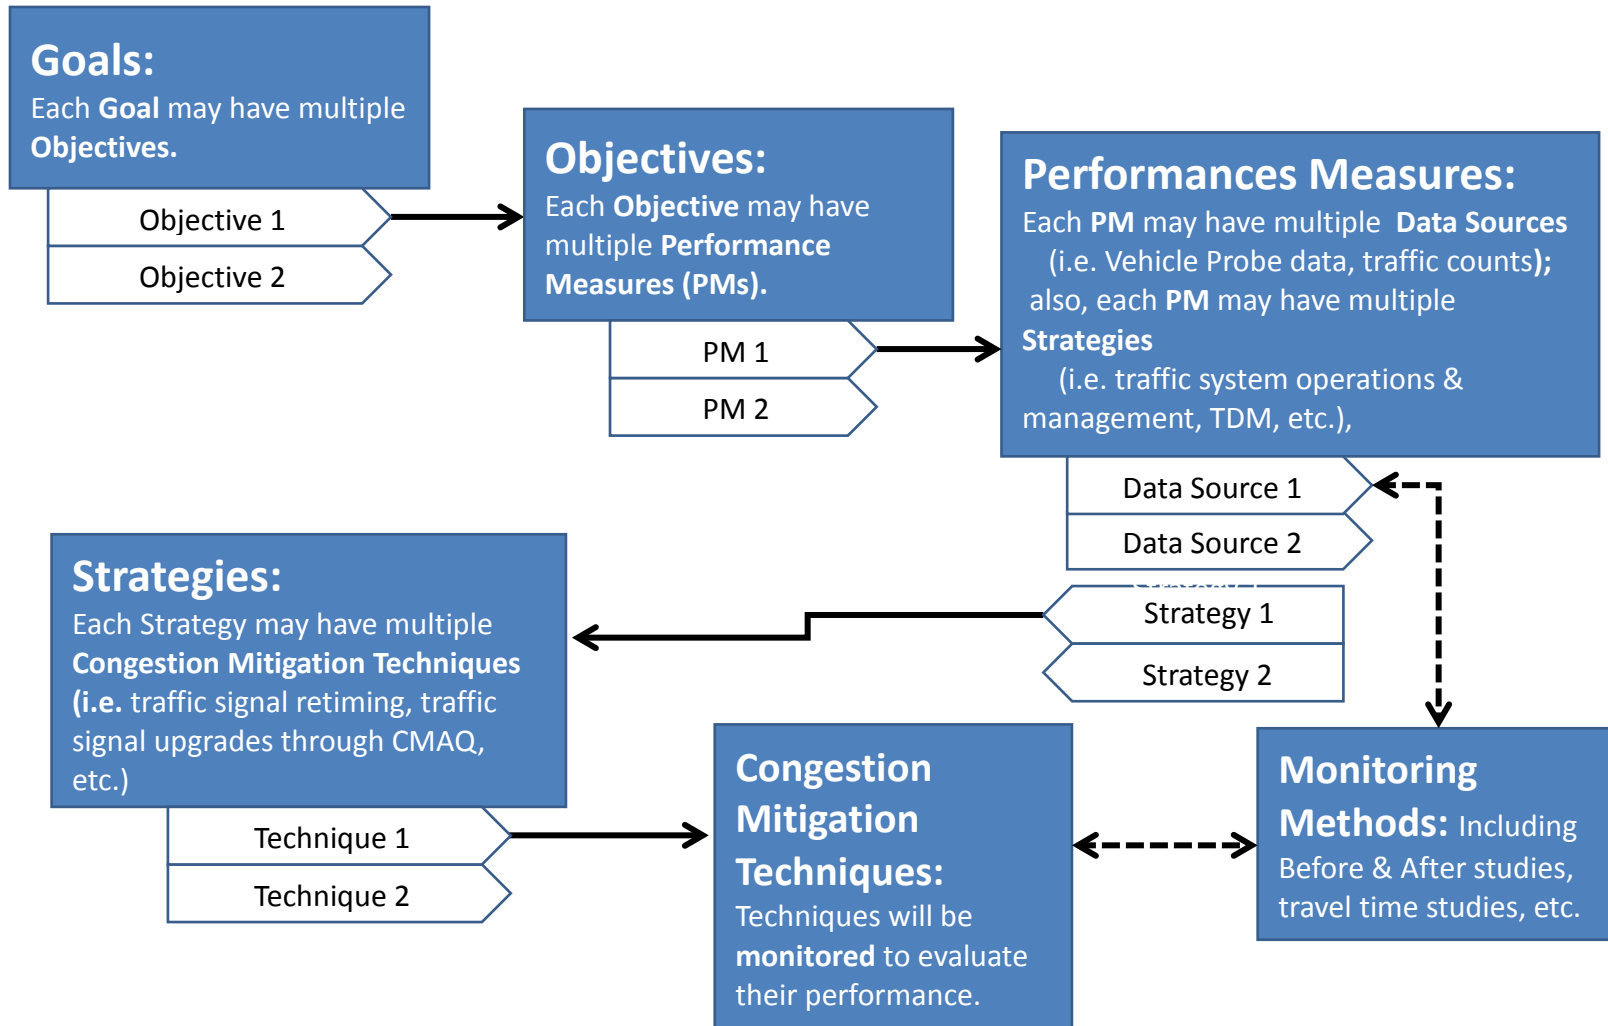 Goals:
Each Goal may have multiple
Objectives.
Objective 1
Objective 2
Objectives:
Each Objective may have
multiple Performance
Measures (PMs).
PM 1
PM 2
Performances Measures:
Each PM may have multiple Data Sources
(i.e. Vehicle Probe data, traffic counts);
also, each PM may have multiple
Strategies
(i.e. traffic system operations &
management, TDM, etc.),
Data Source 1
Data Source 2
Strategy 1
Strategy 2
Strategies:
Each Strategy may have multiple
Congestion Mitigation Techniques
(i.e. traffic signal retiming, traffic
signal upgrades through CMAQ,
etc.)
Technique 1
Technique 2
Congestion
Mitigation
Techniques:
Techniques will be
monitored to evaluate
their performance.
Monitoring
Methods: Including
Before & After studies,
travel time studies, etc.